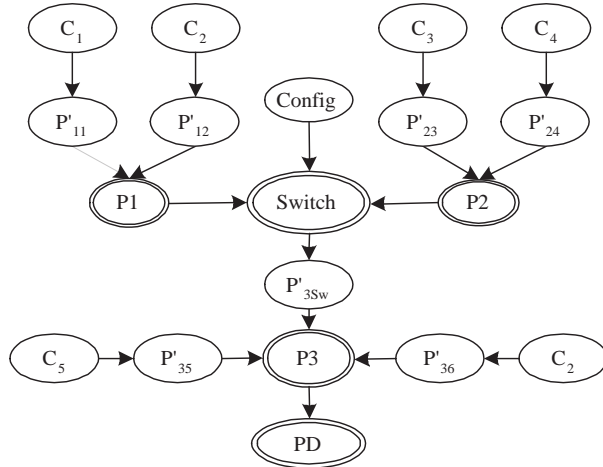 C1 C2 C3 C4
Config
P'11 P'12 P'23 P'24
P1 Switch P2
P'3Sw
C5 P'35 P3 P'36 C2
PD